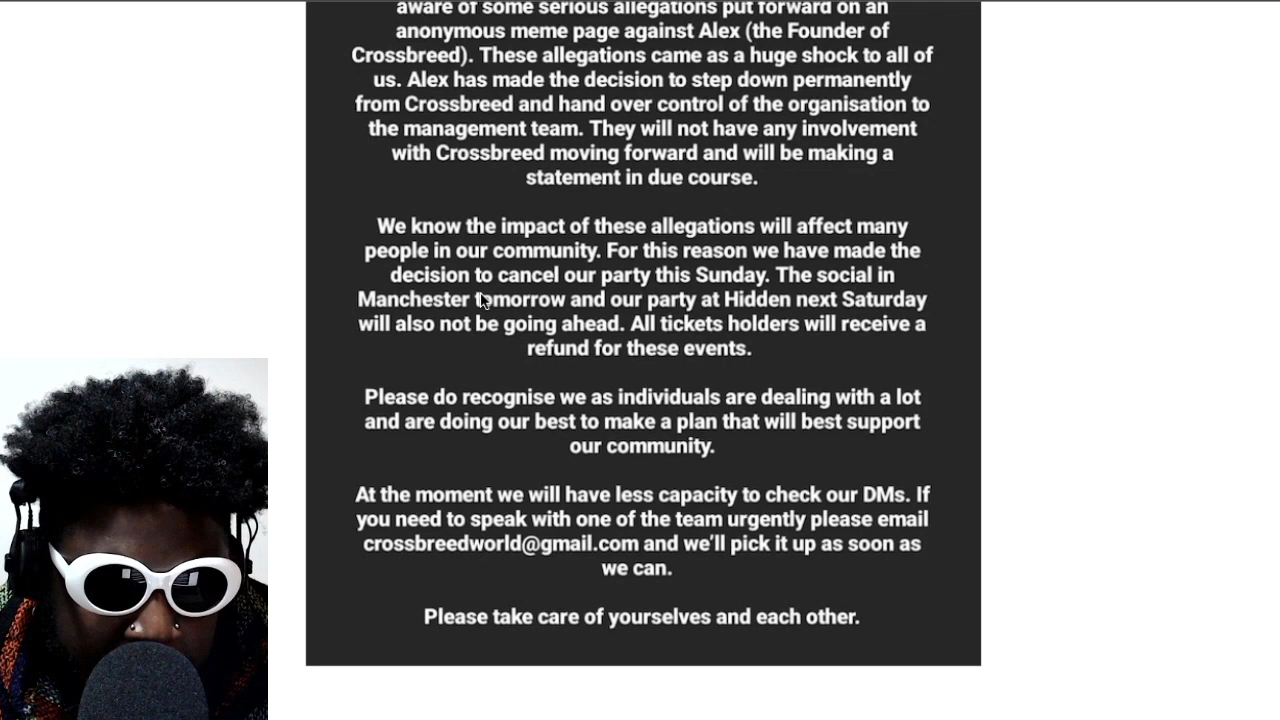 aware of some serious allegations put forward on an
anonymous meme page against Alex (the Founder of
Crossbreed). These allegations came as a huge shock to all of
us. Alex has made the decision to step down permanently
from Crossbreed and hand over control of the organisation to
the management team. They will not have any involvement
with Crossbreed moving forward and will be making a
statement in due course.
We know the impact of these allegations will affect many
people in our community. For this reason we have made the
decision to cancel our party this Sunday. The social in
Manchester tomorrow and our party at Hidden next Saturday
will also not be going ahead. All tickets holders will receive a
refund for these events.
Please do recognise we as individuals are dealing with a lot
and are doing our best to make a plan that will best support
our community.
At the moment we will have less capacity to check our DMs. If
you need to speak with one of the team urgently please email
crossbreedworld@gmail.com and we'll pick it up as soon as
we can.
Please take care of yourselves and each other.